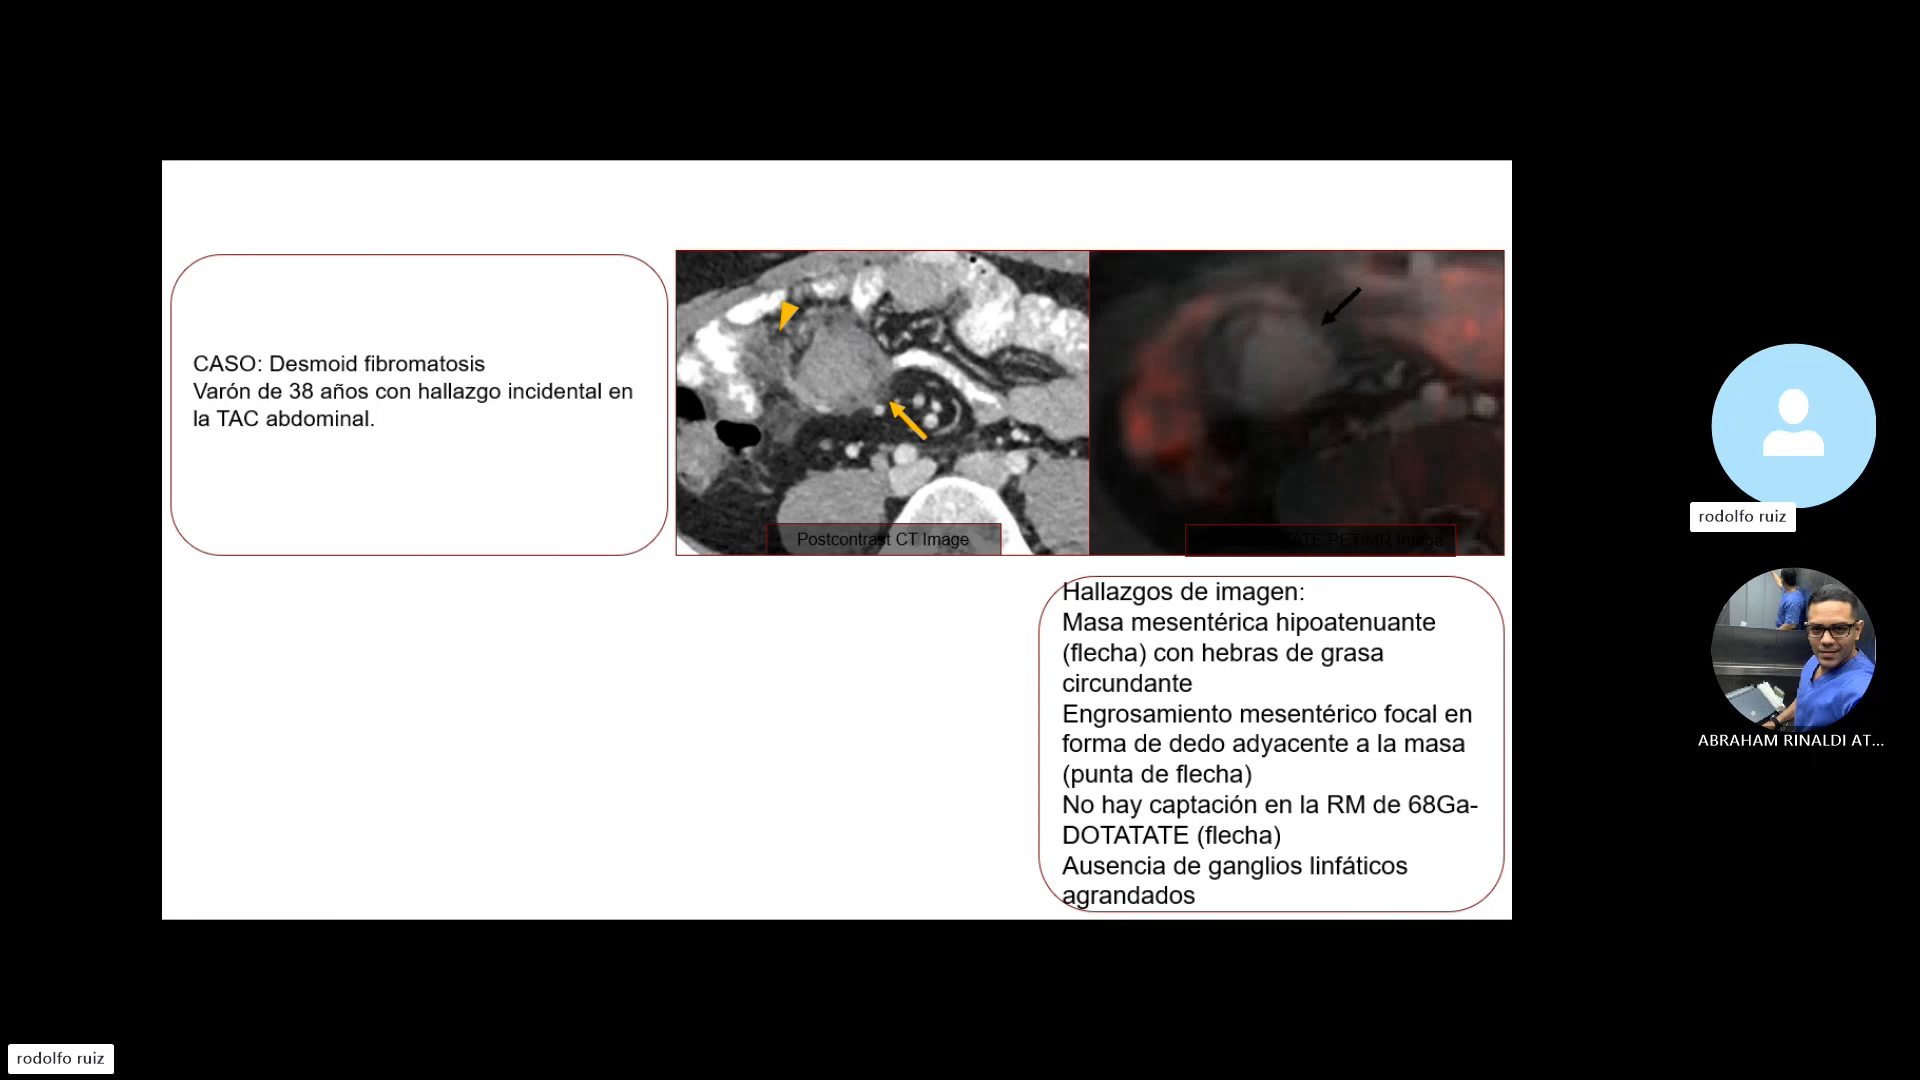 CASO: Desmoid fibromatosis
Varón de 38 años con hallazgo incidental en
la TAC abdominal.
Postcontrast CT Image
PET/MR Image
Hallazgos de imagen:
Masa mesentérica hipoatenuante
(flecha) con hebras de grasa
circundante
Engrosamiento mesentérico focal en
forma de dedo adyacente a la masa
(punta de flecha)
No hay captación en la RM de 68Ga-
DOTATATE (flecha)
Ausencia de ganglios linfáticos
agrandados
rodolfo ruiz
ABRAHAM RINALDI AT...
rodolfo ruiz